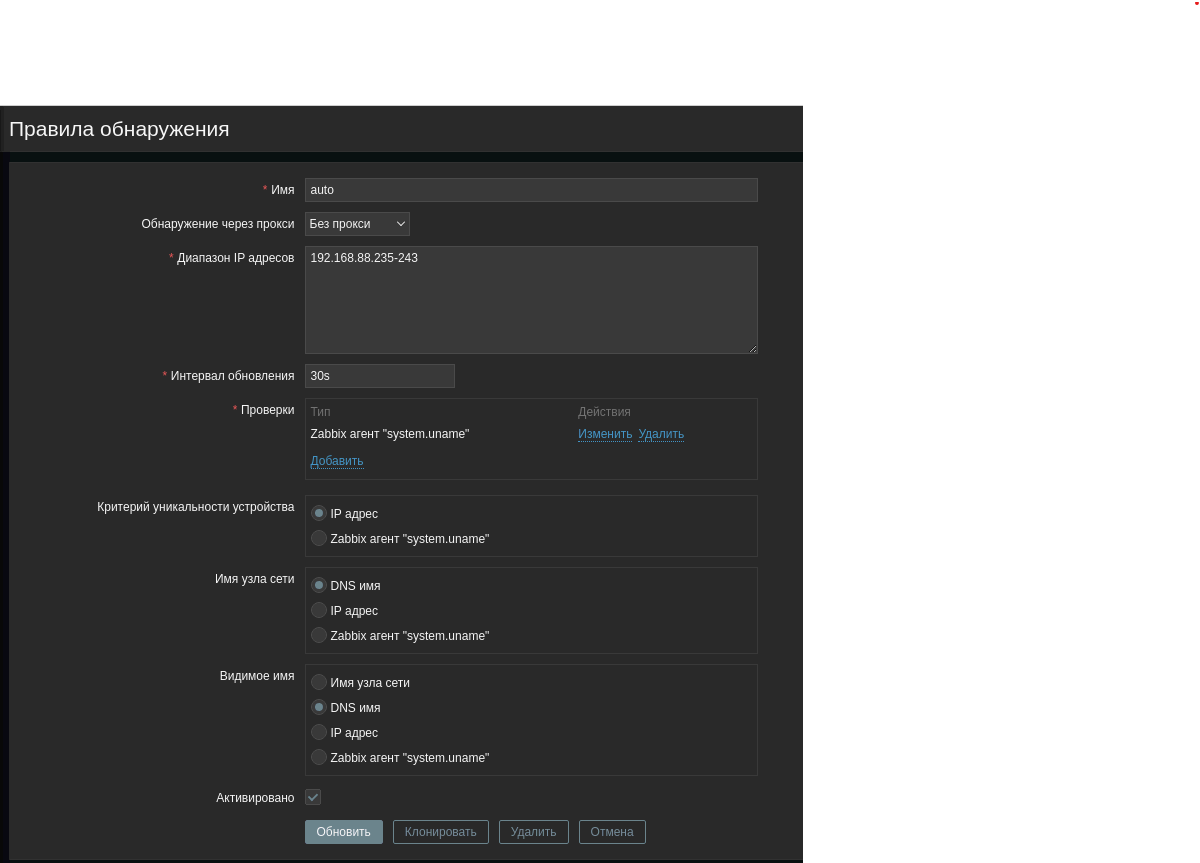 Правила обнаружения
* Имя auto
Обнаружение через прокси Без прокси
* Диапазон IP адресов 192.168.88.235-243
* Интервал обновления 30s
* Проверки Тип Действия
Zabbix агент "system.uname" Изменить Удалить
Добавить
Критерий уникальности устройства IP адрес
Zabbix агент "system.uname"
Имя узла сети DNS имя
IP адрес
Zabbix агент "system.uname"
Видимое имя Имя узла сети
DNS имя
IP адрес
Zabbix агент "system.uname"
Активировано
Обновить Клонировать Удалить Отмена